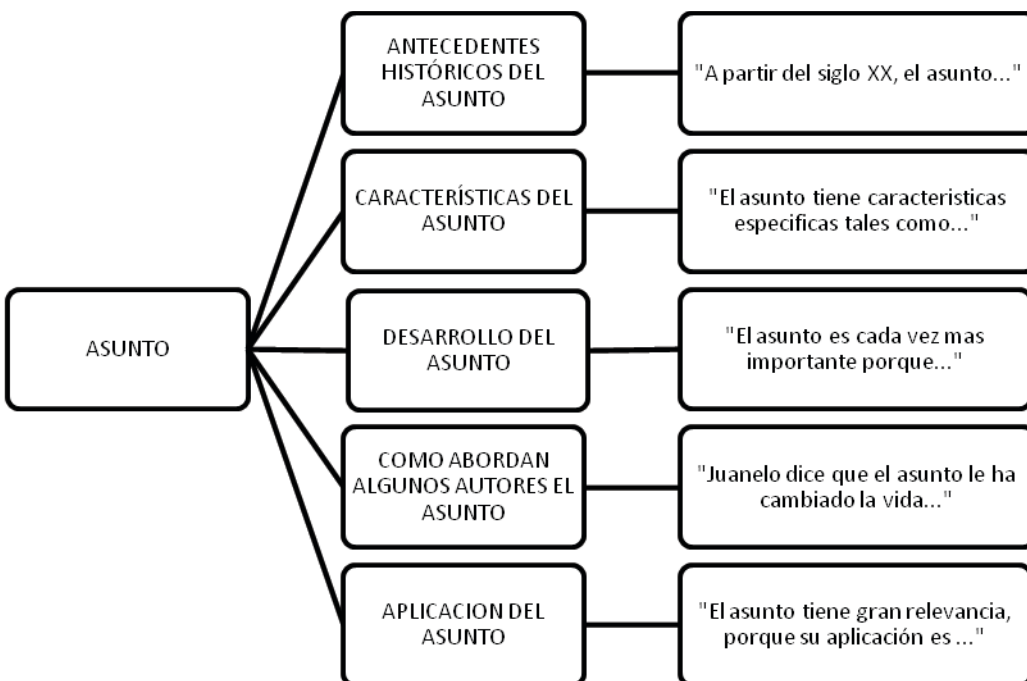 ANTECEDENTES
HISTÓRICOS DEL
ASUNTO
"A partir del siglo XX, el asunto..."
CARACTERÍSTICAS DEL
ASUNTO
"El asunto tiene caracteristicas
especificas tales como..."
ASUNTO
DESARROLLO DEL
ASUNTO
"El asunto es cada vez mas
importante porque..."
COMO ABORDAN
ALGUNOS AUTORES EL
ASUNTO
"Juanelo dice que el asunto le ha
cambiado la vida..."
APLICACION DEL
ASUNTO
"El asunto tiene gran relevancia,
porque su aplicación es ..."